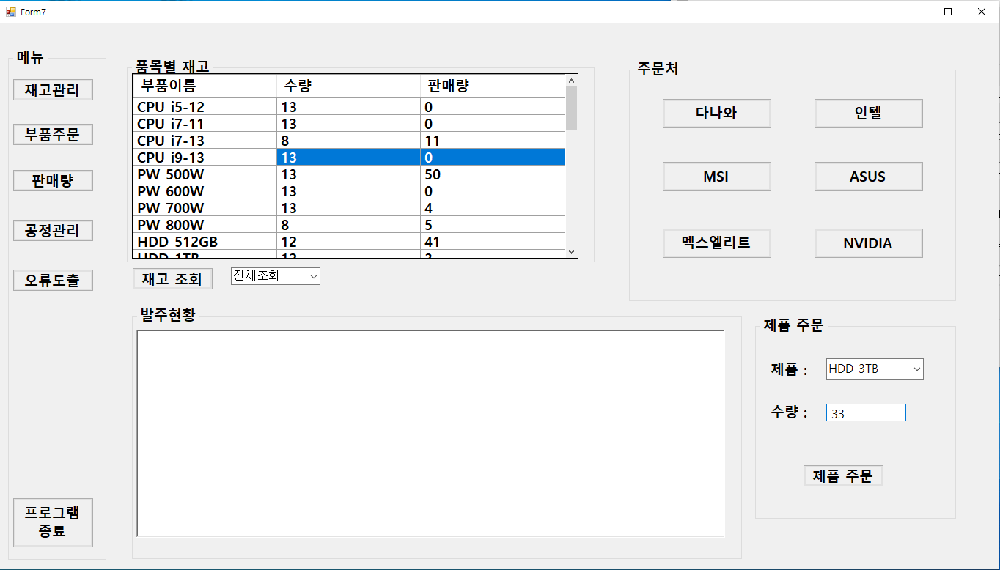 Form7
메뉴
재고관리
부품주문
판매량
공정관리
오류도출
프로그램
종료
품목별 재고
부품이름 수량 판매량
CPU i5-12 13 0
CPU i7-11 13 0
CPU i7-13 8 11
CPU i9-13 13 0
PW 500W 13 50
PW 600W 13 0
PW 700W 13 4
PW 800W 8 5
HDD 512GB 12 41
HDD 1TB
재고 조회 전체조회
주문처
다나와 인텔
MSI ASUS
멕스엘리트 NVIDIA
발주현황
제품 주문
제품 : HDD_3TB
수량 : 33
제품 주문